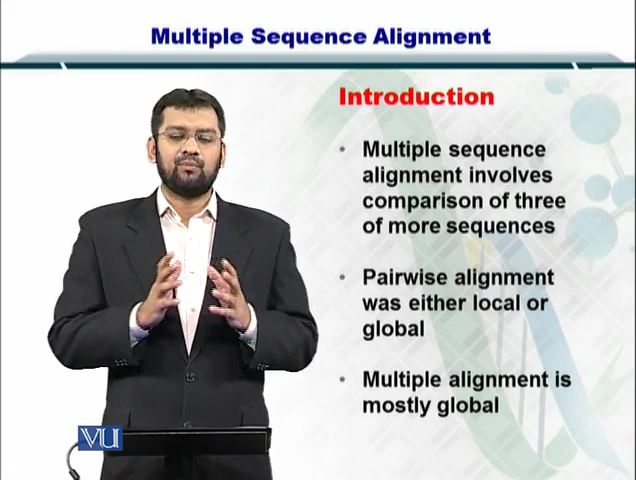 Multiple Sequence Alignment
Introduction
• Multiple sequence
alignment involves
comparison of three
of more sequences
• Pairwise alignment
was either local or
global
• Multiple alignment is
mostly global
VU